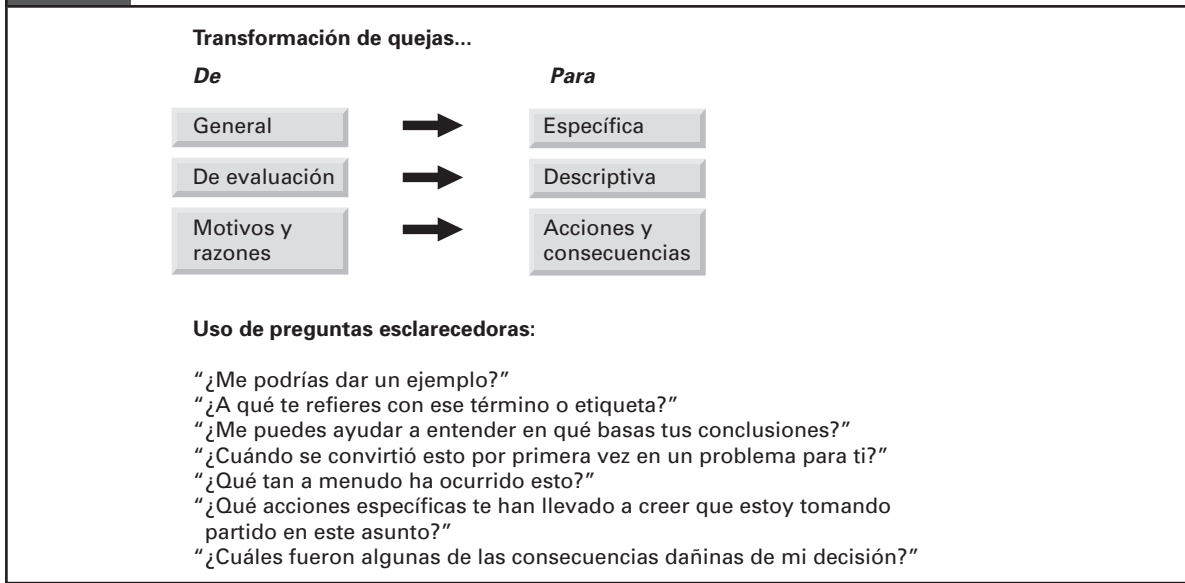 Transformación de quejas...
De Para
General Específica
De evaluación Descriptiva
Motivos y razones Acciones y consecuencias
Uso de preguntas esclarecedoras:
“¿Me podrías dar un ejemplo?”
“¿A qué te refieres con ese término o etiqueta?”
“¿Me puedes ayudar a entender en qué basas tus conclusiones?”
“¿Cuándo se convirtió esto por primera vez en un problema para ti?”
“¿Qué tan a menudo ha ocurrido esto?”
“¿Qué acciones específicas te han llevado a creer que estoy tomando
partido en este asunto?”
“¿Cuáles fueron algunas de las consecuencias dañinas de mi decisión?”